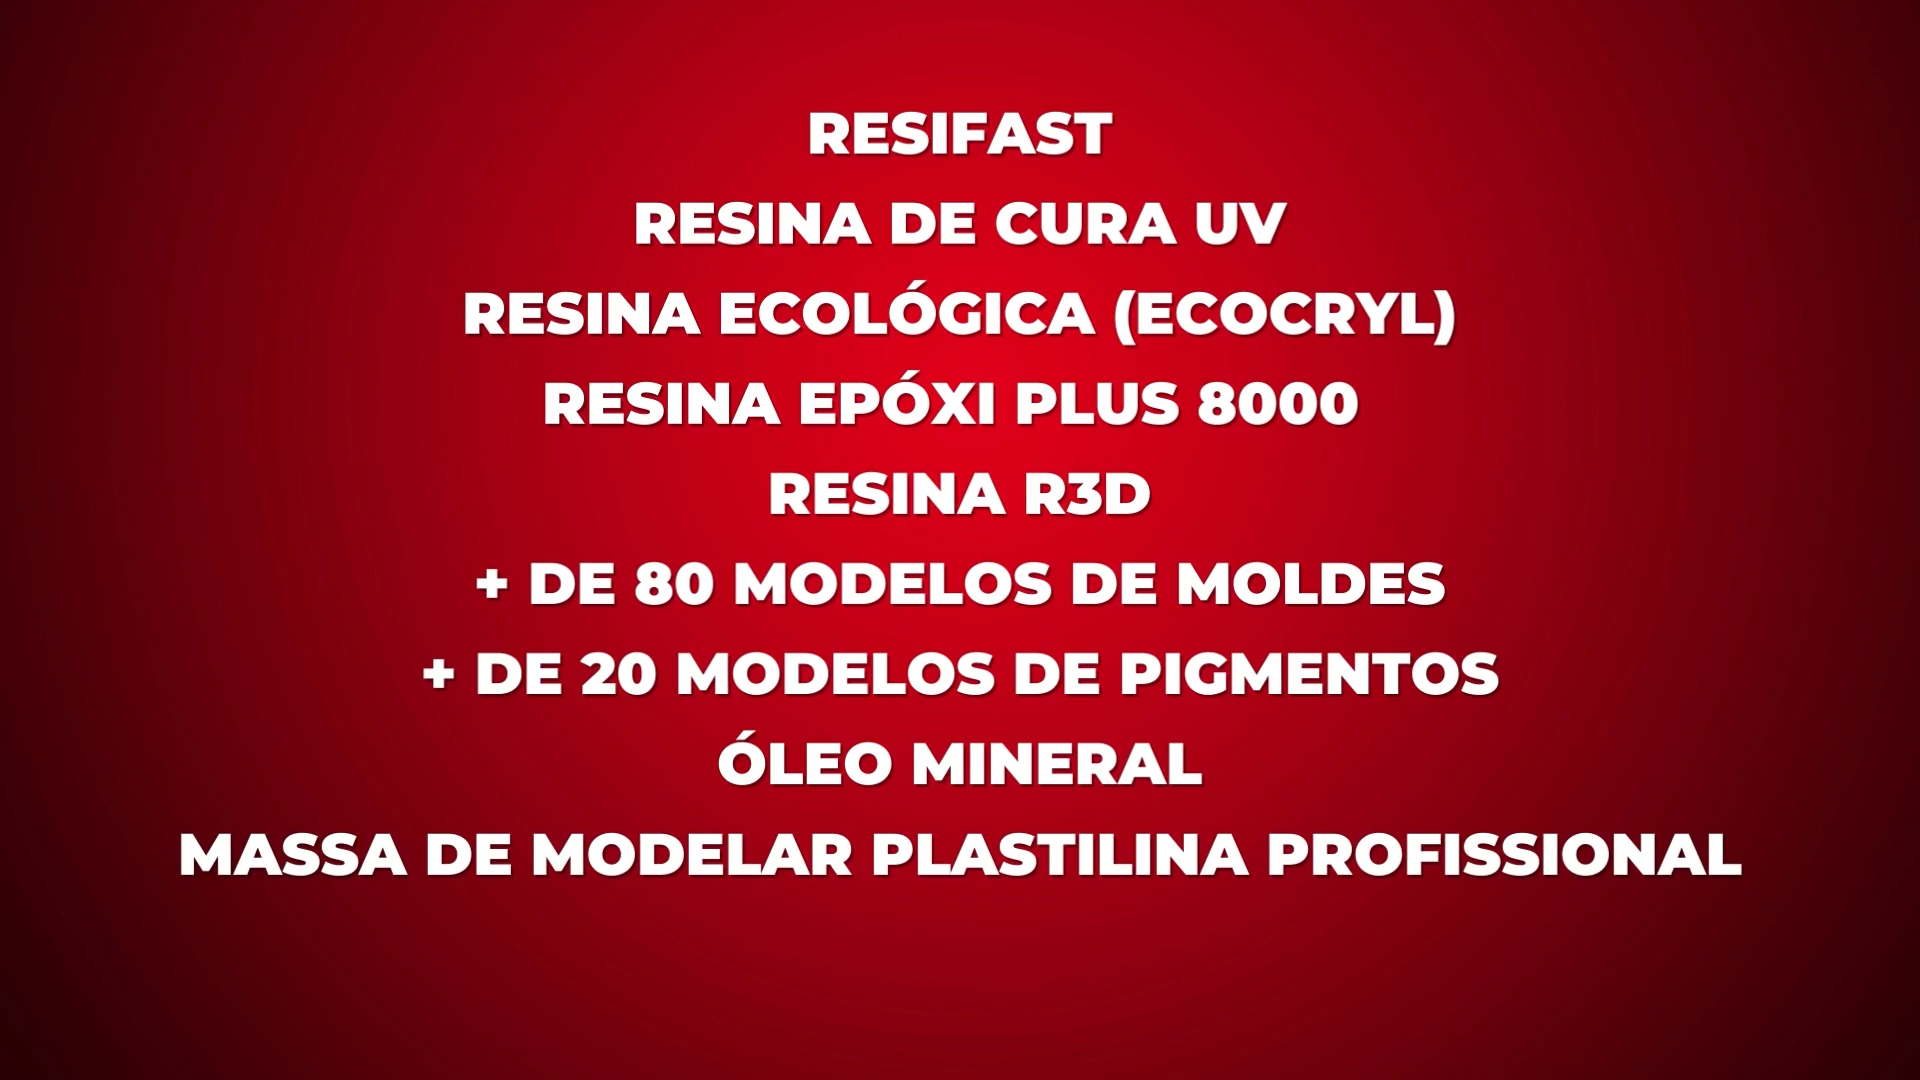 RESIFAST
RESINA DE CURA UV
RESINA ECOLÓGICA (ECOCRYL)
RESINA EPÓXI PLUS 8000
RESINA R3D
+ DE 80 MODELOS DE MOLDES
+ DE 20 MODELOS DE PIGMENTOS
ÓLEO MINERAL
MASSA DE MODELAR PLASTILINA PROFISSIONAL